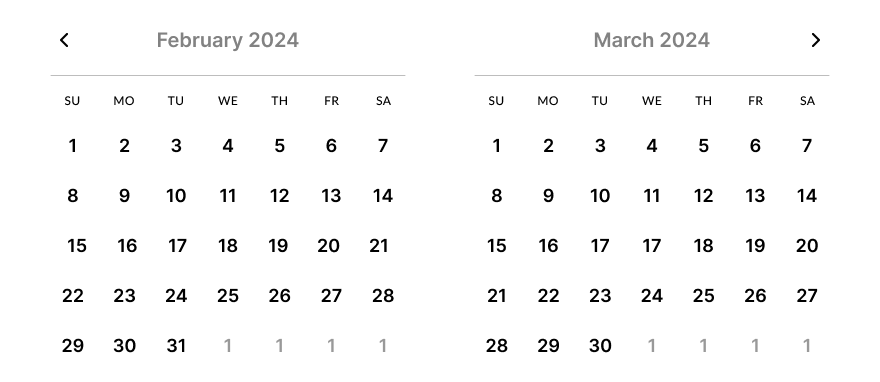 February 2024
SU MO TU WE TH FR SA
1 2 3 4 5 6 7
8 9 10 11 12 13 14
15 16 17 18 19 20 21
22 23 24 25 26 27 28
29 30 31 1 1 1 1
March 2024
SU MO TU WE TH FR SA
1 2 3 4 5 6 7
8 9 10 11 12 13 14
15 16 17 17 18 19 20
21 22 23 24 25 26 27
28 29 30 1 1 1 1